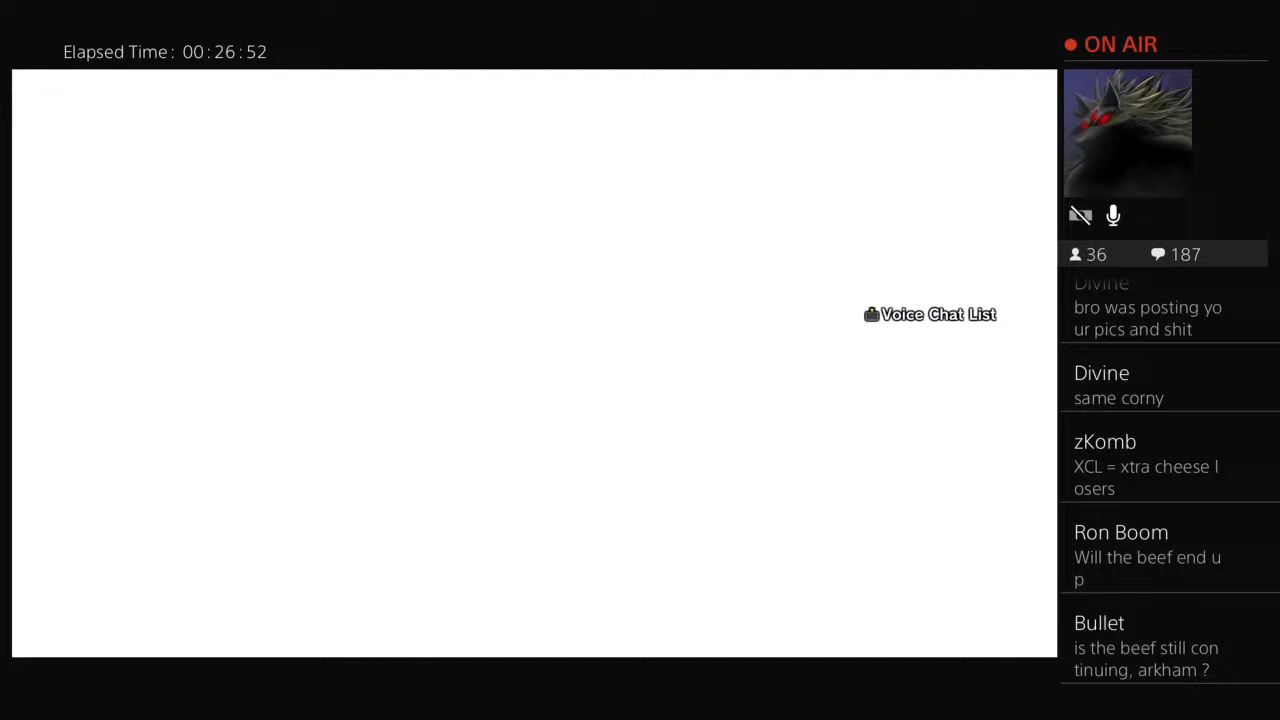 Elapsed Time: 00:26:52
ON AIR
36 187
Voice Chat List
Divine
bro was posting yo
ur pics and shit
Divine
same corny
zKomb
XCL = xtra cheese l
osers
Ron Boom
Will the beef end u
p
Bullet
is the beef still con
tinuing, arkham ?